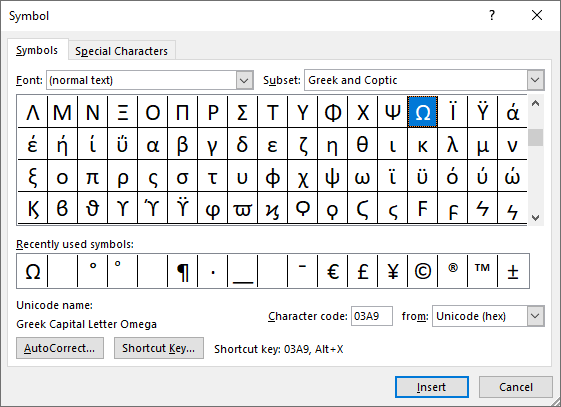 Symbol
Symbols Special Characters
Font: (normal text) Subset: Greek and Coptic
Λ Μ Ν Ξ Ο Π Ρ Σ Τ Υ Φ Χ Ψ Ω Ϊ Ϋ ά
έ ή ί ΰ α β γ δ ε ζ η θ ι κ λ μ ν
ξ ο π ρ ς σ τ υ φ χ ψ ω ϊ ϋ ό ύ ώ
Ϗ ϐ ϑ ϒ ϓ ϔ ϕ ϖ ϗ Ϙ ϙ Ϛ ϛ Ϝ ϝ Ϟ ϟ
Recently used symbols:
Ω ° ˚ ¶ · __ ¯ € £ ¥ © ® ™ ±
Unicode name:
Greek Capital Letter Omega
Character code: 03A9 from: Unicode (hex)
AutoCorrect... Shortcut Key... Shortcut key: 03A9, Alt+X
Insert Cancel